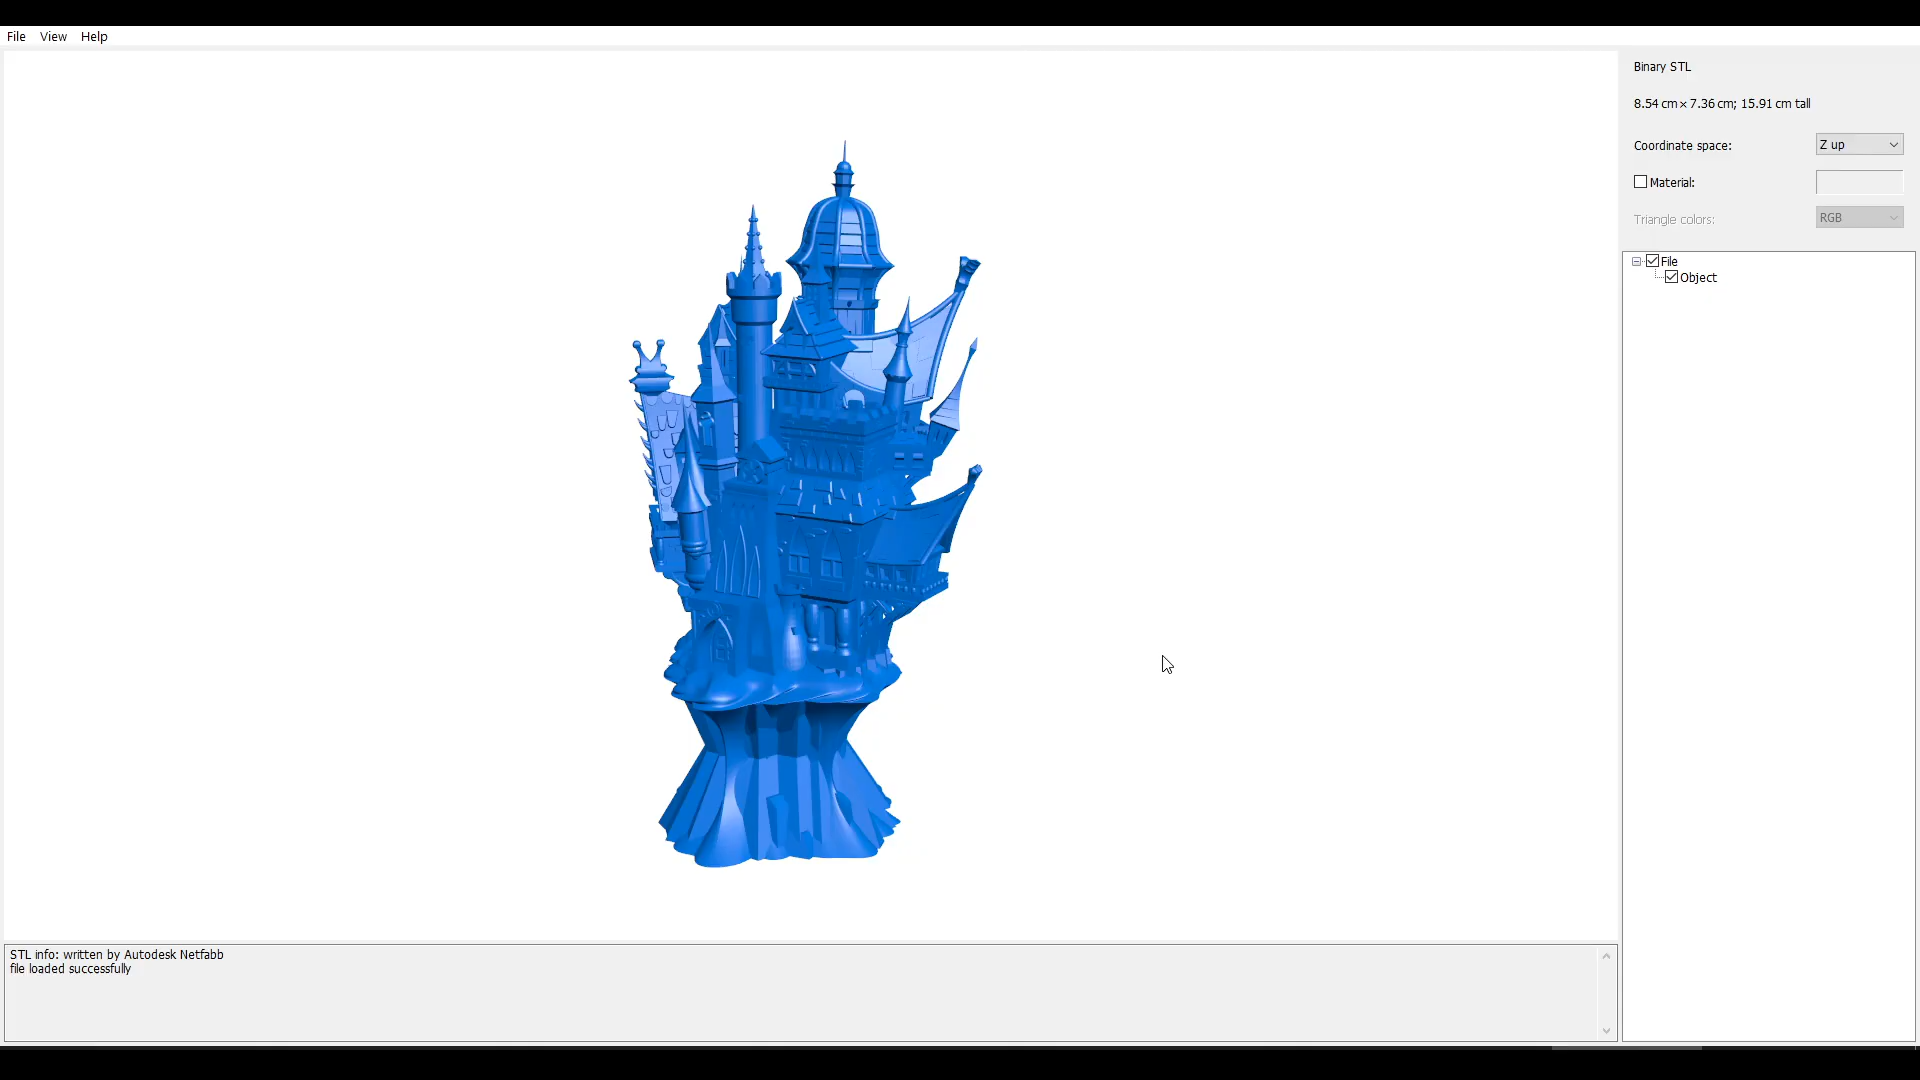 File View Help
Binary STL
8.54 cm × 7.36 cm; 15.91 cm tall
Coordinate space: Z up
Material:
Triangle colors: RGB
File
Object
STL info: written by Autodesk Netfabb
file loaded successfully